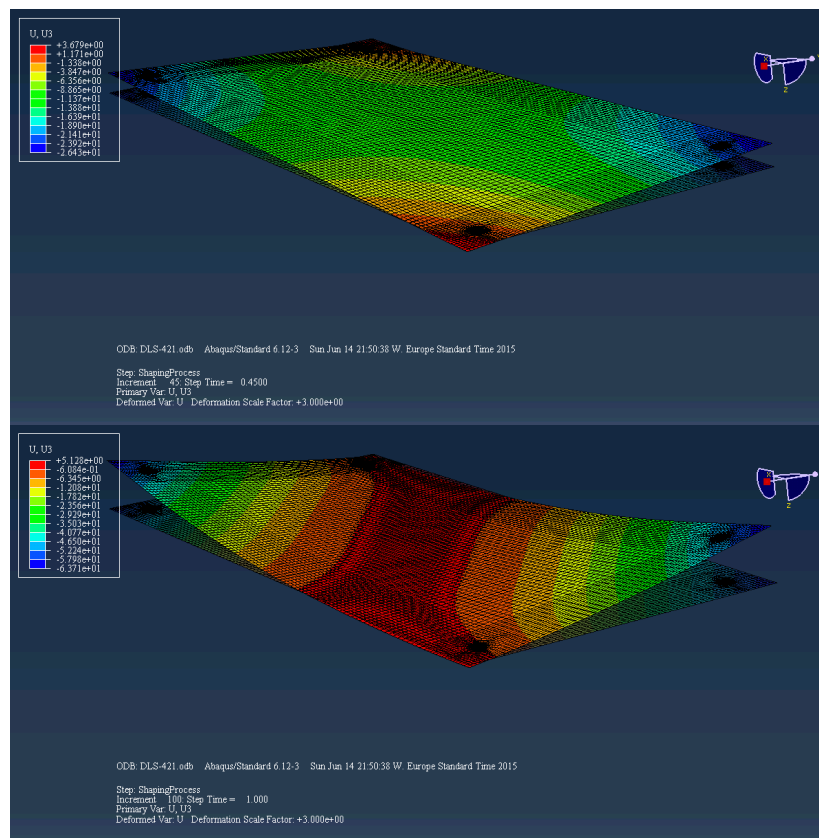 U, U3
+3.679e+00
+1.171e+00
-1.338e+00
-3.847e+00
-6.356e+00
-8.865e+00
-1.137e+01
-1.388e+01
-1.639e+01
-1.890e+01
-2.141e+01
-2.392e+01
-2.643e+01
X
Z
ODB: DLS-421.odb Abaqus/Standard 6.12-3 Sun Jun 14 21:50:38 W. Europe Standard Time 2015
Step: ShapingProcess
Increment 45: Step Time = 0.4500
Primary Var: U, U3
Deformed Var: U Deformation Scale Factor: +3.000e+00
U, U3
+5.128e+00
-6.084e-01
-6.345e+00
-1.208e+01
-1.782e+01
-2.356e+01
-2.929e+01
-3.503e+01
-4.077e+01
-4.650e+01
-5.224e+01
-5.798e+01
-6.371e+01
X
Z
ODB: DLS-421.odb Abaqus/Standard 6.12-3 Sun Jun 14 21:50:38 W. Europe Standard Time 2015
Step: ShapingProcess
Increment 100: Step Time = 1.000
Primary Var: U, U3
Deformed Var: U Deformation Scale Factor: +3.000e+00